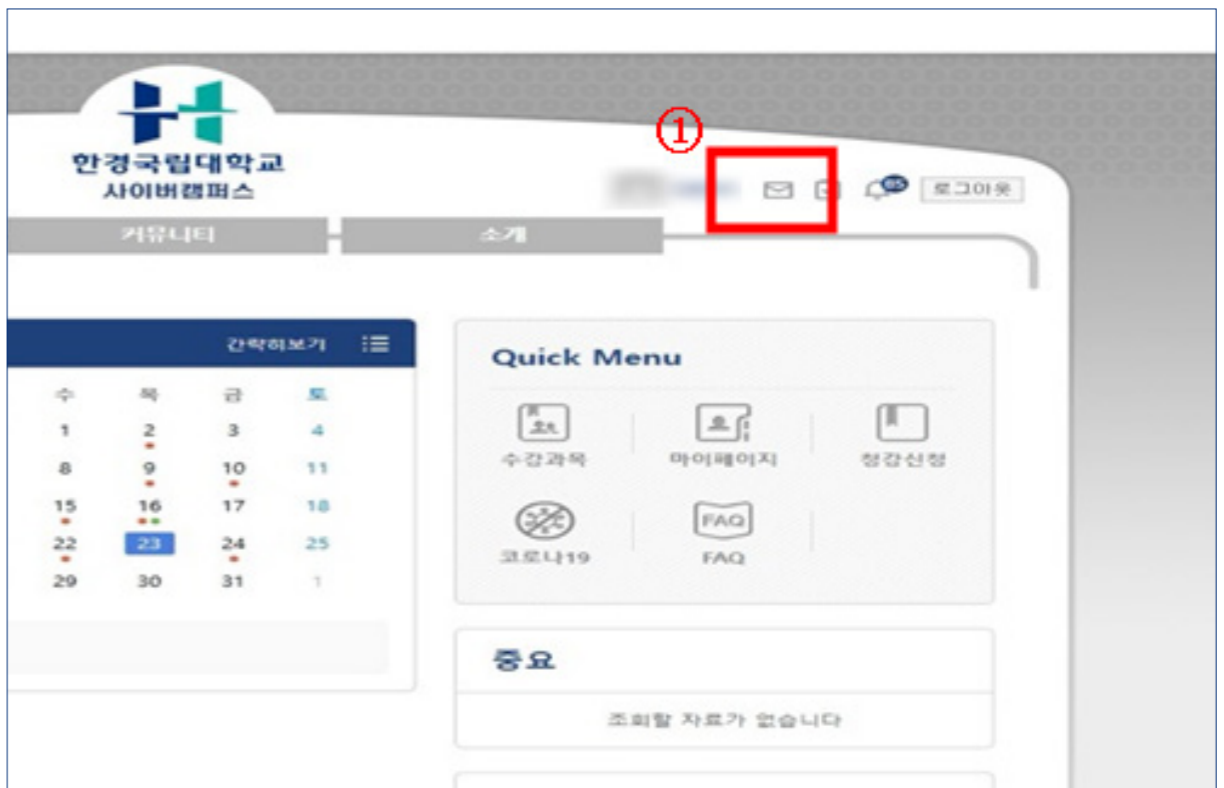 ①
한경국립대학교
사이버캠퍼스
로그아웃
커뮤니티 소개
간략히보기
Quick Menu
수 목 금 토
1 2 3 4
8 9 10 11
15 16 17 18
22 23 24 25
29 30 31 1
수강과목 마이페이지 청강신청
FAQ
코로나19 FAQ
중요
조회할 자료가 없습니다